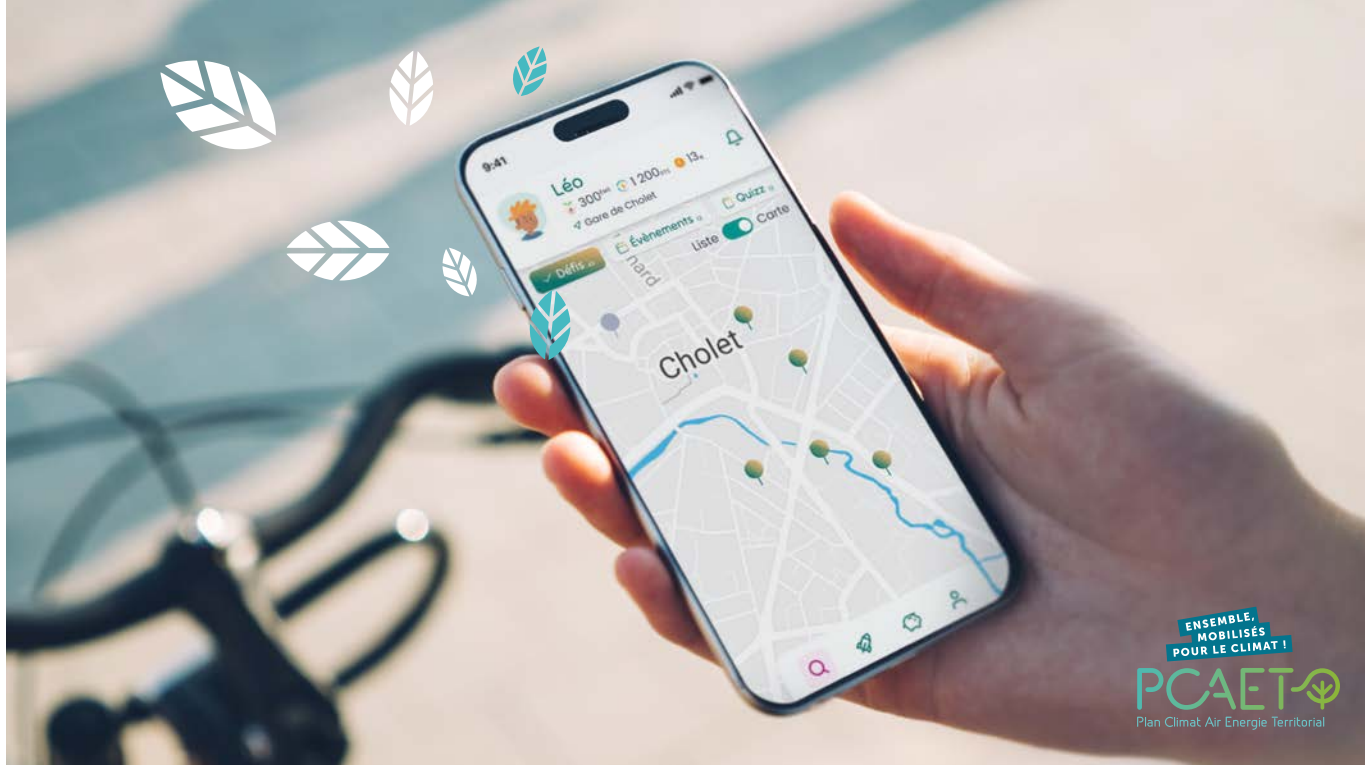 9:41
Léo
300
1 200
13
Gare de Cholet
Défis
Évènements
Quizz
Liste
Carte
nard
Cholet
ENSEMBLE,
MOBILISÉS
POUR LE CLIMAT !
PCAET
Plan Climat Air Energie Territorial